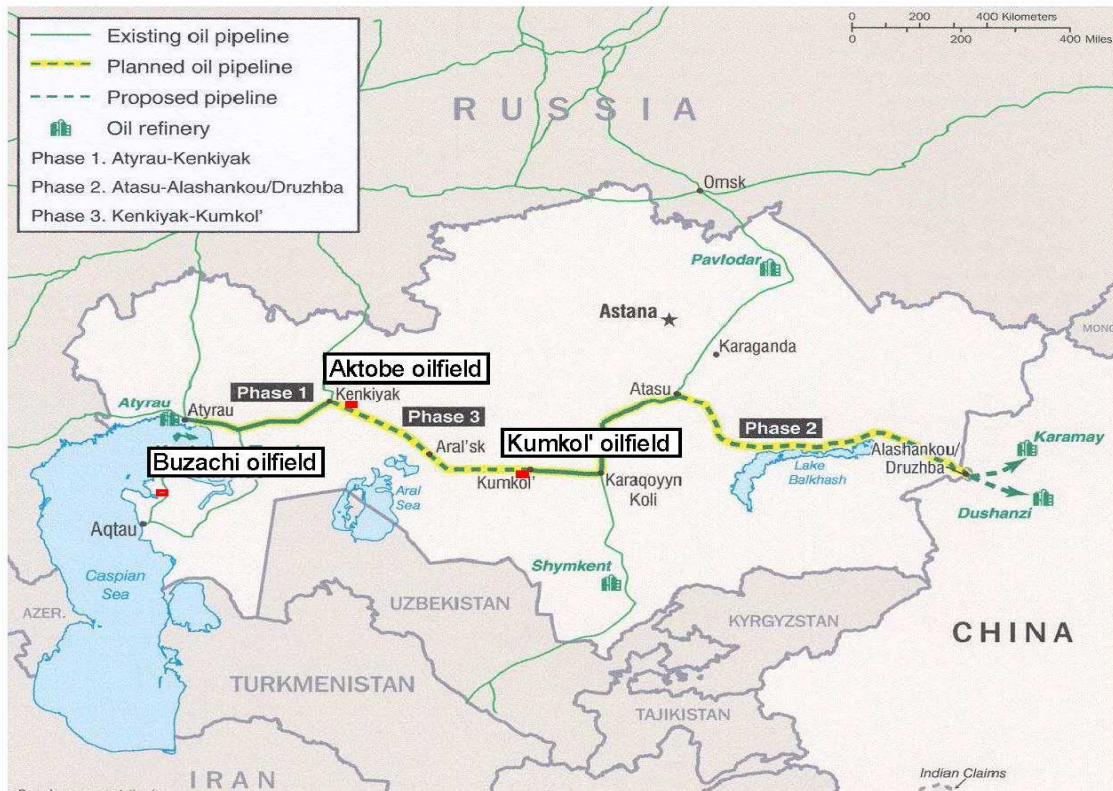 Existing oil pipeline
Planned oil pipeline
Proposed pipeline
Oil refinery
Phase 1. Atyrau-Kenkiyak
Phase 2. Atasu-Alashankou/Druzhba
Phase 3. Kenkiyak-Kumkol'
0 200 400 Kilometers
0 200 400 Miles
RUSSIA
Omsk
Pavlodar
Astana
Karaganda
MONG
Aktobe oilfield
Phase 1
Kenkiyak
Atyrau
Atyrau
Phase 3
Atasu
Phase 2
Kumkol' oilfield
Aral'sk
Buzachi oilfield
Kumkol'
Karaqoyyn
Koli
Lake
Balkhash
Alashankou/
Druzhba
Karamay
Dushanzi
Aral
Sea
Aqtau
Caspian
Sea
Shymkent
AZER.
UZBEKISTAN
KYRGYZSTAN
CHINA
TURKMENISTAN
TAJIKISTAN
IRAN
Indian Claims